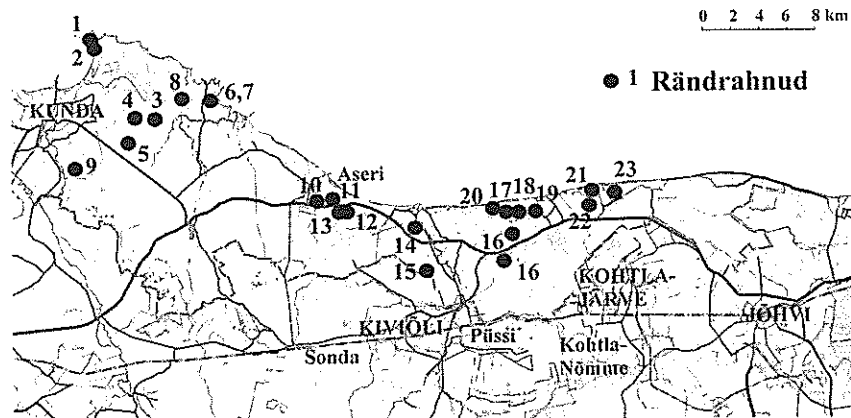 0 2 4 6 8 km
1 Rändrahnud
1
2
8
6,7
4 3
KUNDA
5
9
10
11
Aseri
13
12
14
15
20
17 18
19
16
16
21
23
22
KOHTLA-
JÄRVE
JÕHVI
KIVIÕLI
Püssi
Sonda
Kohtla-
Nõmme